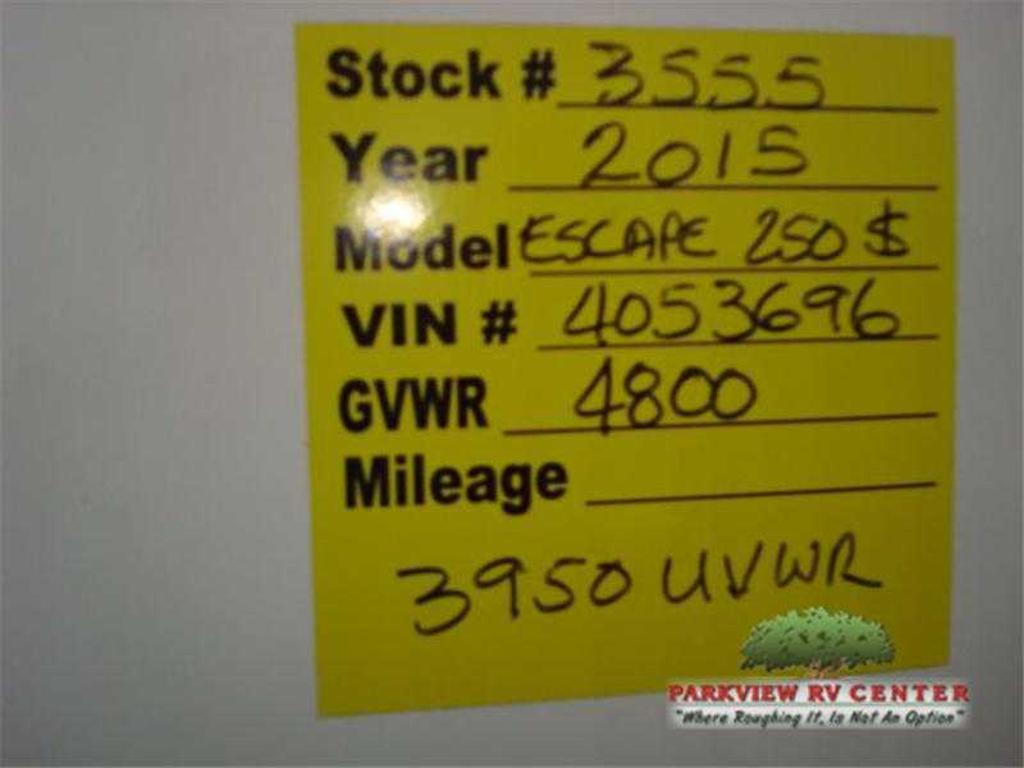 Stock # 3555
Year 2015
Model ESCAPE 250 $
VIN # 4053696
GVWR 4800
Mileage
3950 UVWR
PARKVIEW RV CENTER
"Where Roughing It, Is Not An Option"